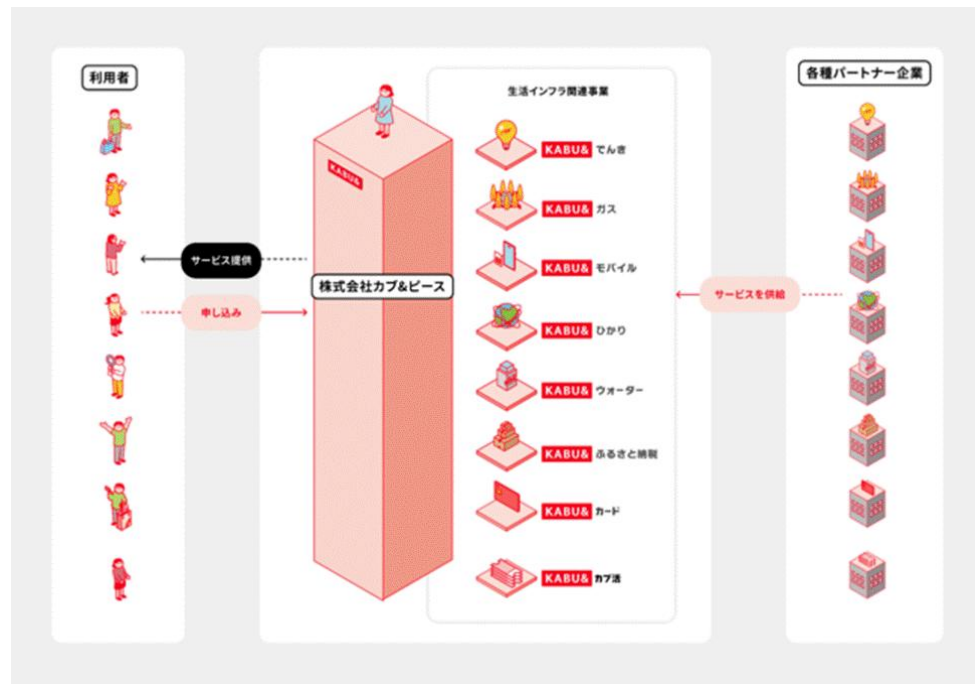 利用者
サービス提供
申し込み
KABU&
株式会社カブ&ピース
生活インフラ関連事業
KABU& でんき
KABU& ガス
KABU& モバイル
KABU& ひかり
KABU& ウォーター
KABU& ふるさと納税
KABU& カード
KABU& カブ活
サービスを供給
各種パートナー企業